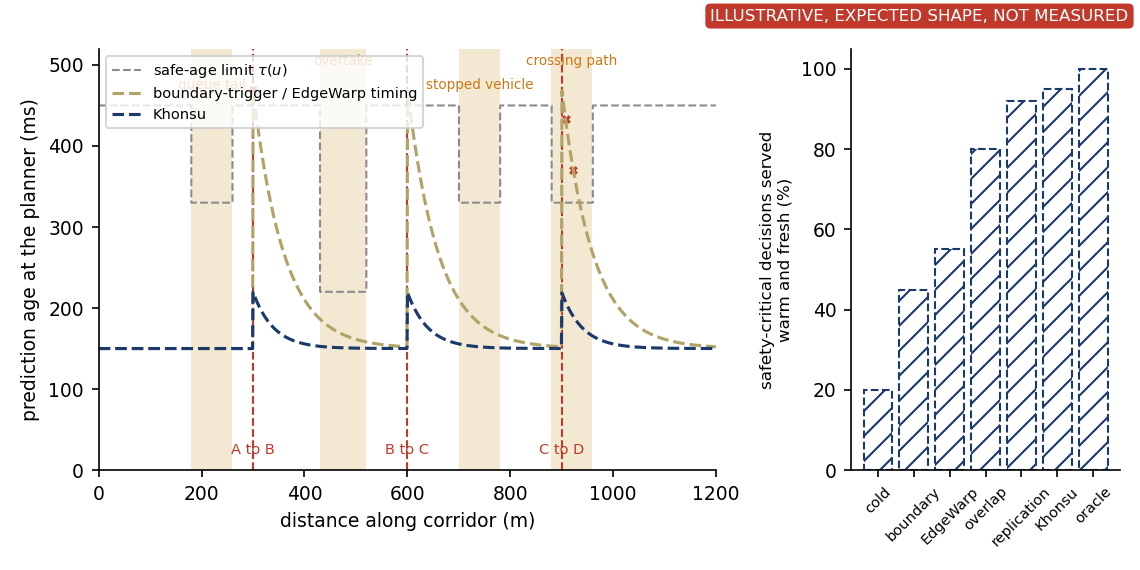 ILLUSTRATIVE, EXPECTED SHAPE, NOT MEASURED
safe-age limit τ(u)
boundary-trigger / EdgeWarp timing
Khonsu
overtake
queue tail
stopped vehicle
crossing path
A to B
B to C
C to D
prediction age at the planner (ms)
0
100
200
300
400
500
0 200 400 600 800 1000 1200
distance along corridor (m)
safety-critical decisions served
warm and fresh (%)
0
20
40
60
80
100
cold boundary EdgeWarp overlap replication Khonsu oracle